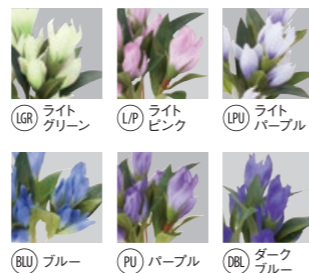 LGR ライト
グリーン
L/P ライト
ピンク
LPU ライト
パープル
BLU ブルー
PU パープル
DBL ダーク
ブルー